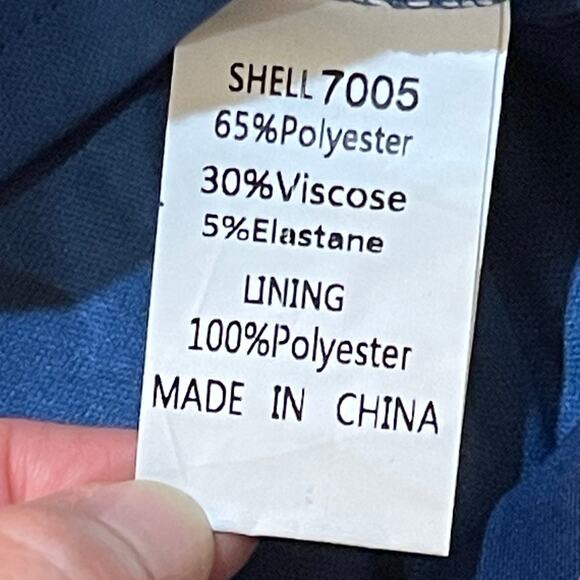 SHELL 7005
65%Polyester
30%Viscose
5%Elastane
LINING
100%Polyester
MADE IN CHINA